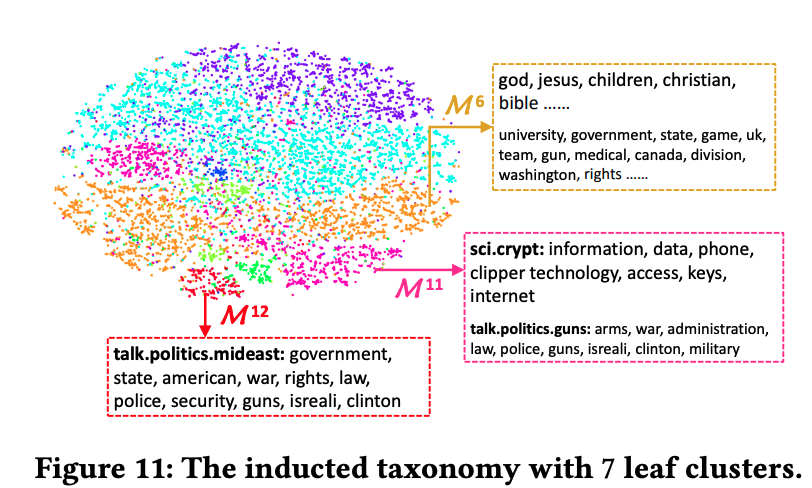 god, jesus, children, christian,
bible ......
M6
university, government, state, game, uk,
team, gun, medical, canada, division,
washington, rights ......
sci.crypt: information, data, phone,
clipper technology, access, keys,
internet
M11
talk.politics.guns: arms, war, administration,
law, police, guns, isreali, clinton, military
M12
talk.politics.mideast: government,
state, american, war, rights, law,
police, security, guns, isreali, clinton
Figure 11: The inducted taxonomy with 7 leaf clusters.